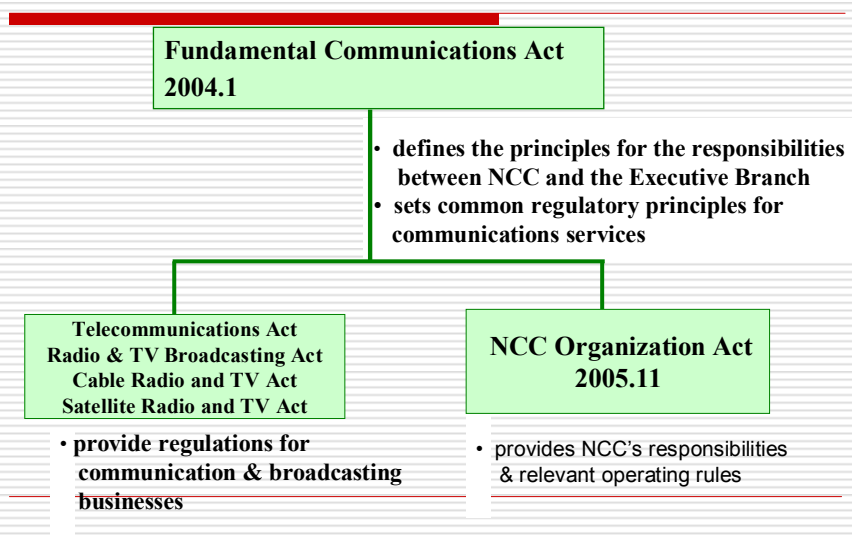 Fundamental Communications Act
2004.1
• defines the principles for the responsibilities
between NCC and the Executive Branch
• sets common regulatory principles for
communications services
Telecommunications Act
Radio & TV Broadcasting Act
Cable Radio and TV Act
Satellite Radio and TV Act
• provide regulations for
communication & broadcasting
businesses
NCC Organization Act
2005.11
• provides NCC's responsibilities
& relevant operating rules